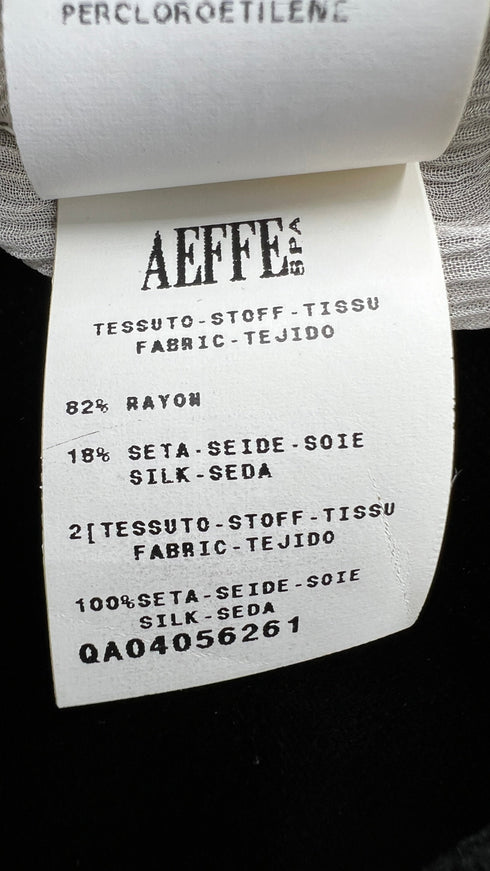 PERCLOROETILENE
AEFFE SPA
TESSUTO-STOFF-TISSU
FABRIC-TEJIDO
82% RAYON
18% SETA-SEIDE-SOIE
SILK-SEDA
2[TESSUTO-STOFF-TISSU
FABRIC-TEJIDO
100%SETA-SEIDE-SOIE
SILK-SEDA
QA04056261